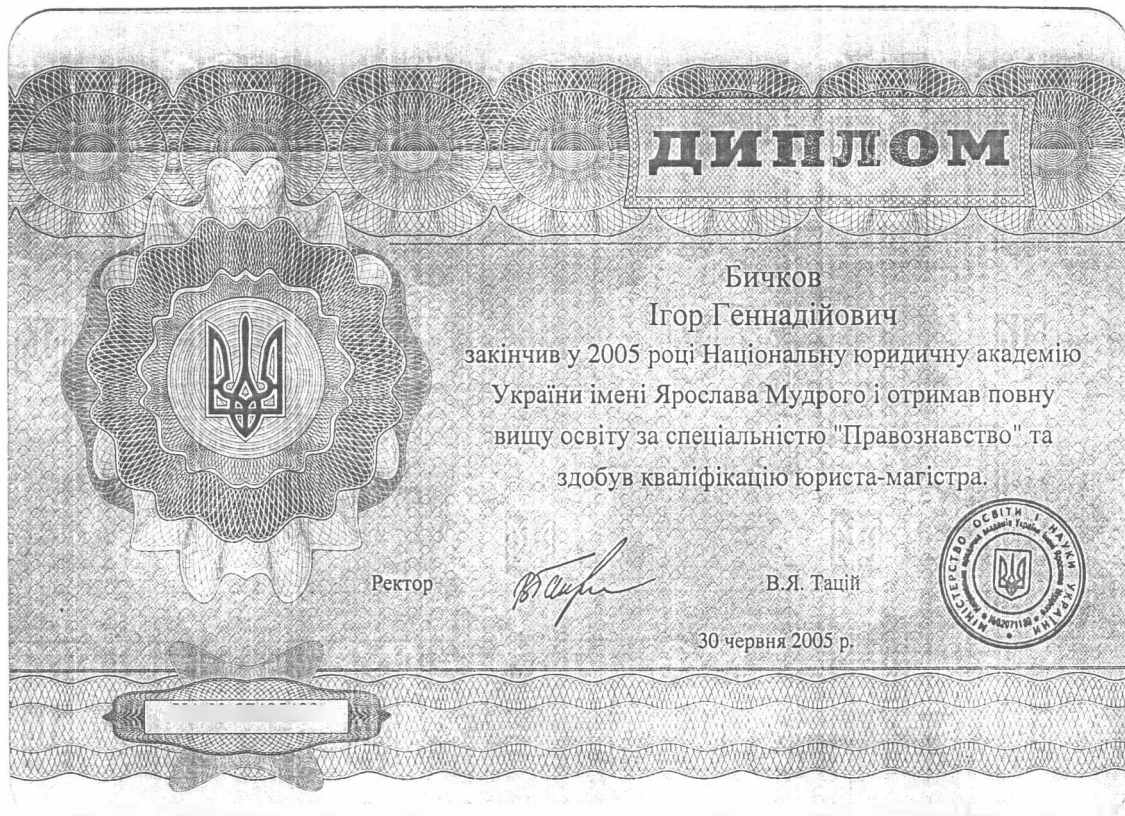 ДИПЛОМ
Бичков
Ігор Геннадійович
закінчив у 2005 році Національну юридичну академію
України імені Ярослава Мудрого і отримав повну
вищу освіту за спеціальністю "Правознавство" та
здобув кваліфікацію юриста-магістра.
Ректор
В.Я. Тацій
30 червня 2005 р.
МІНІСТЕРСТВО ОСВІТИ І НАУКИ УКРАЇНИ